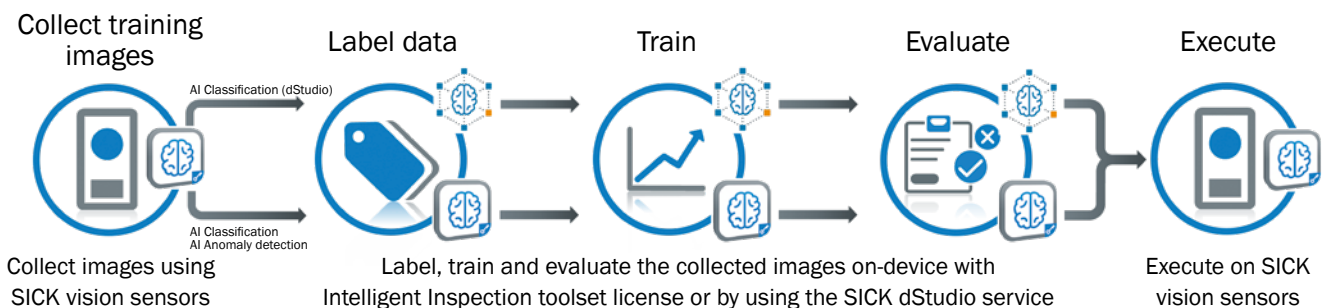 Collect training
images
Label data
Train
Evaluate
Execute
AI Classification (dStudio)
AI Classification
AI Anomaly detection
Collect images using
SICK vision sensors
Label, train and evaluate the collected images on-device with
Intelligent Inspection toolset license or by using the SICK dStudio service
Execute on SICK
vision sensors